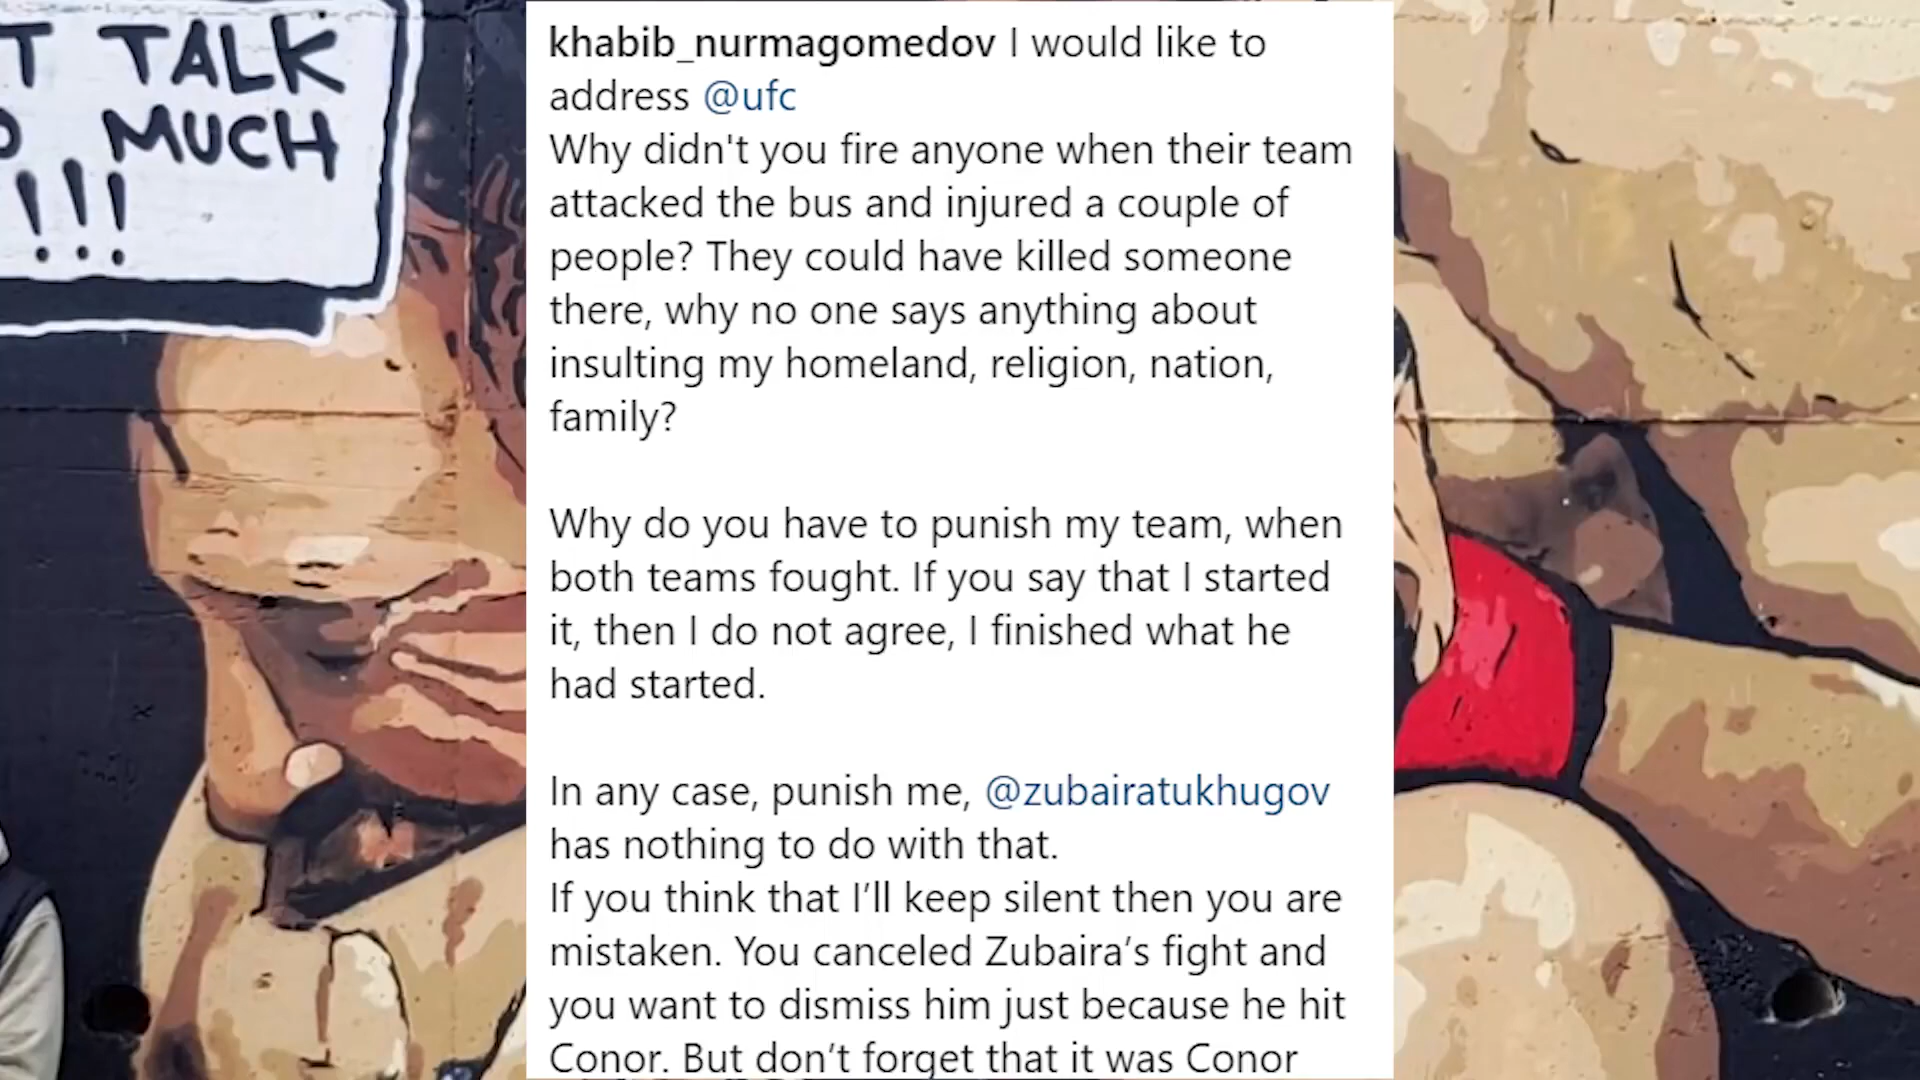 T TALK
MUCH
!!!
khabib_nurmagomedov I would like to
address @ufc
Why didn't you fire anyone when their team
attacked the bus and injured a couple of
people? They could have killed someone
there, why no one says anything about
insulting my homeland, religion, nation,
family?
Why do you have to punish my team, when
both teams fought. If you say that I started
it, then I do not agree, I finished what he
had started.
In any case, punish me, @zubairatukhugov
has nothing to do with that.
If you think that I’ll keep silent then you are
mistaken. You canceled Zubaira’s fight and
you want to dismiss him just because he hit
Conor. But don’t forget that it was Conor